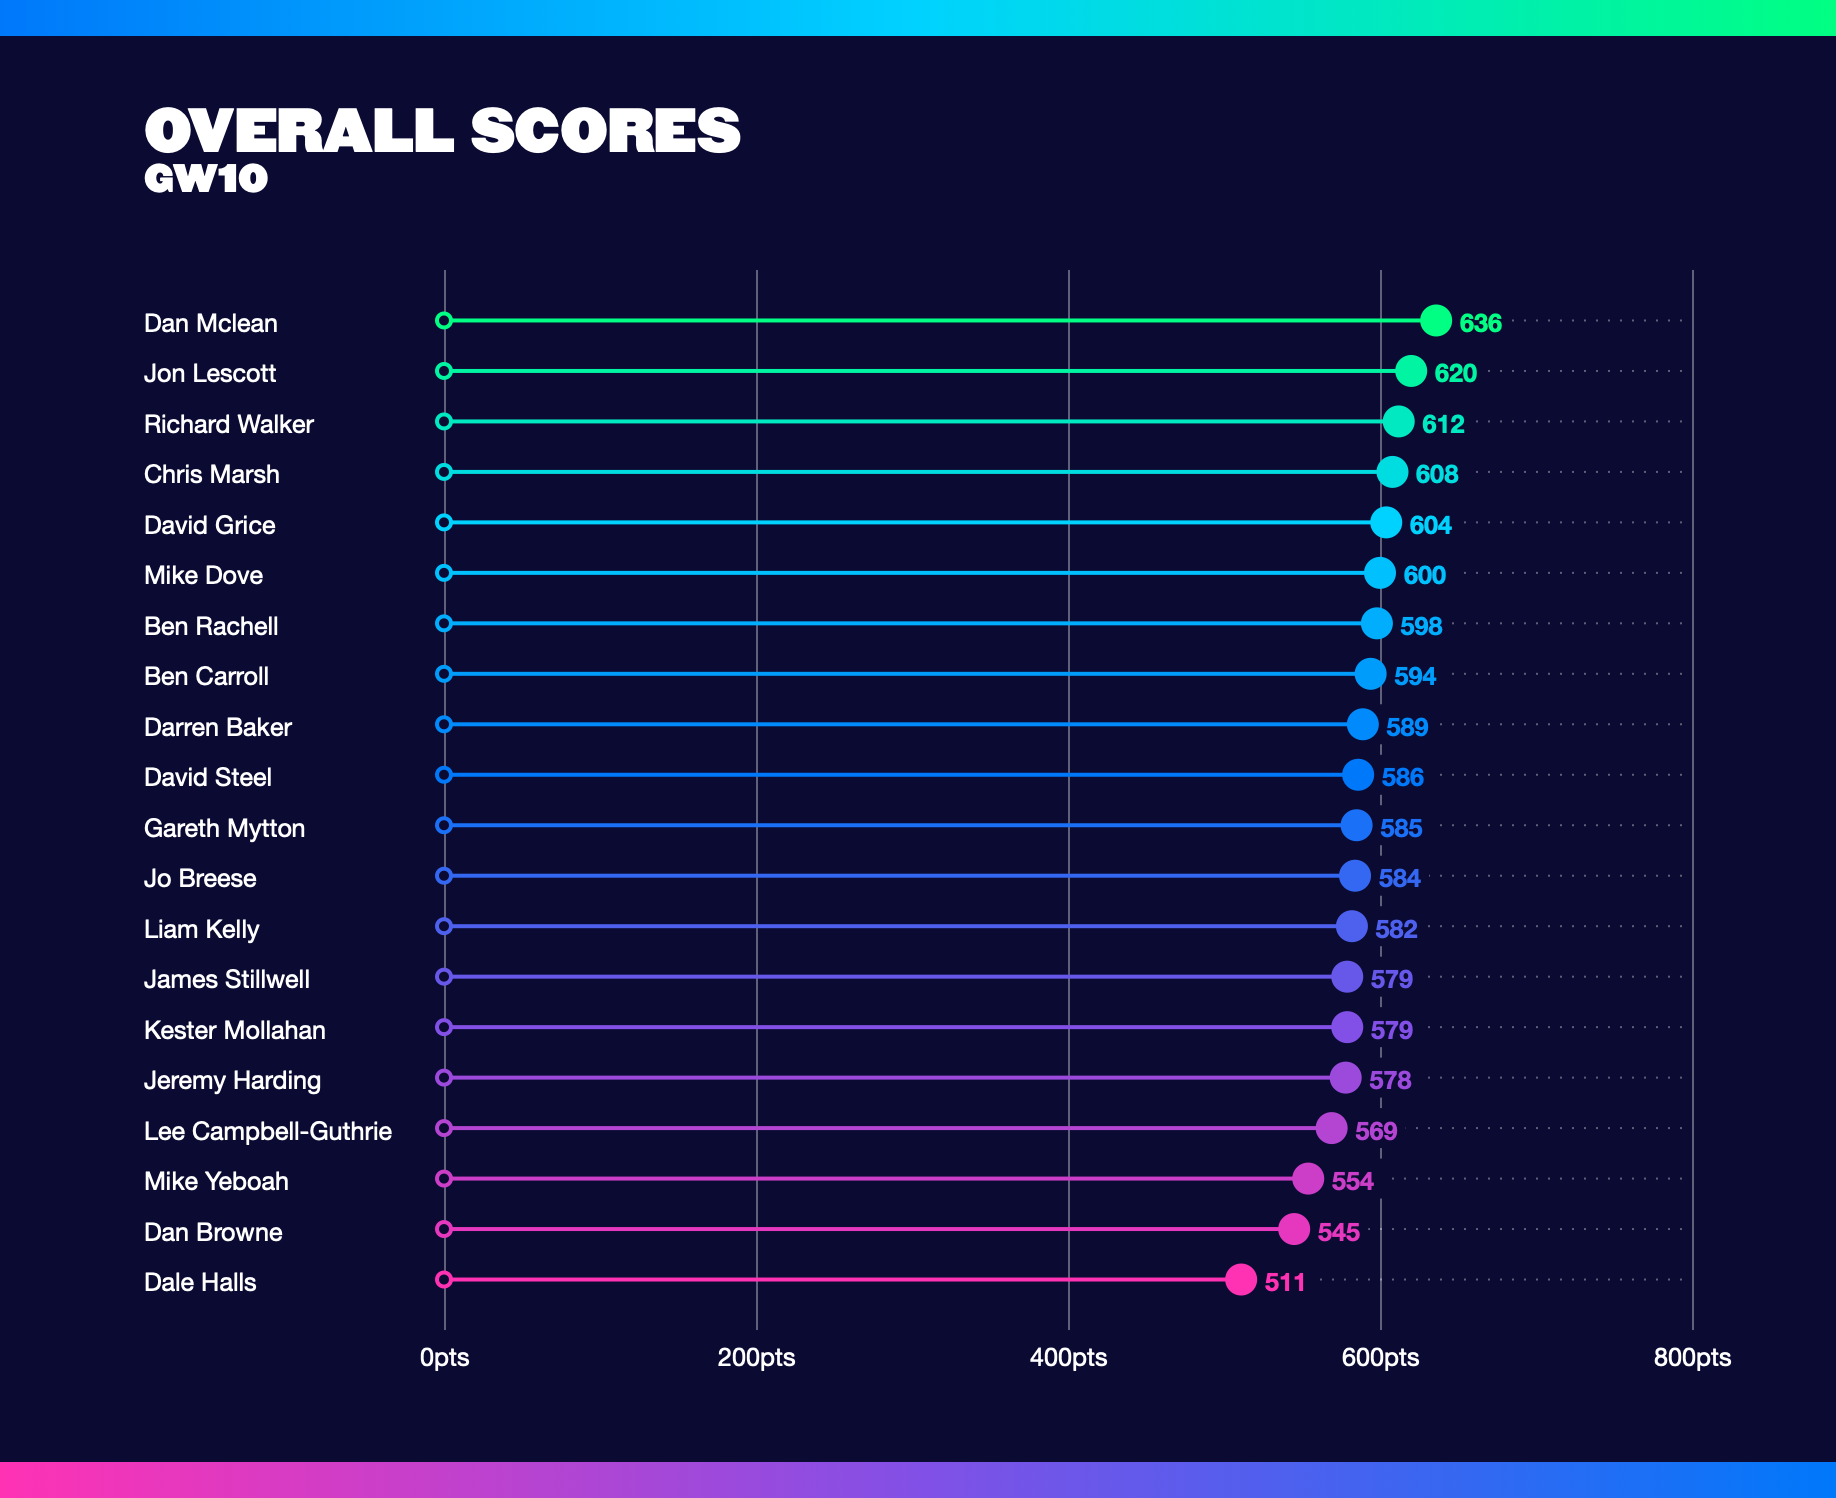 OVERALL SCORES
GW10
Dan Mclean 636
Jon Lescott 620
Richard Walker 612
Chris Marsh 608
David Grice 604
Mike Dove 600
Ben Rachell 598
Ben Carroll 594
Darren Baker 589
David Steel 586
Gareth Mytton 585
Jo Breese 584
Liam Kelly 582
James Stillwell 579
Kester Mollahan 579
Jeremy Harding 578
Lee Campbell-Guthrie 569
Mike Yeboah 554
Dan Browne 545
Dale Halls 511
0pts 200pts 400pts 600pts 800pts